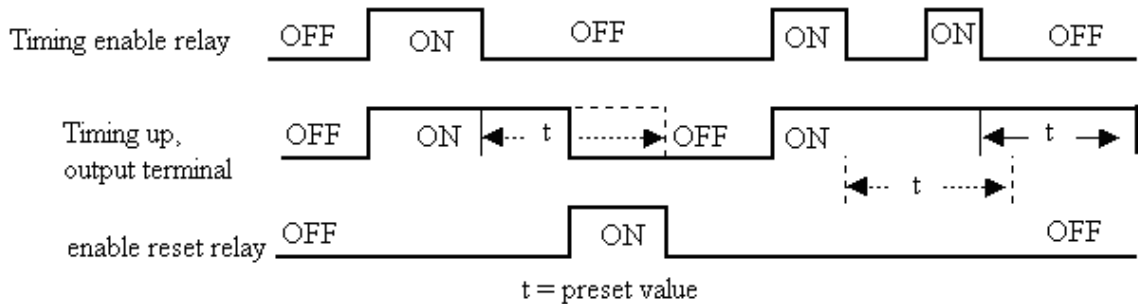 Timing enable relay OFF ON OFF ON ON OFF
Timing up,
output terminal
OFF ON t OFF ON t
t
enable reset relay OFF ON OFF
t = preset value